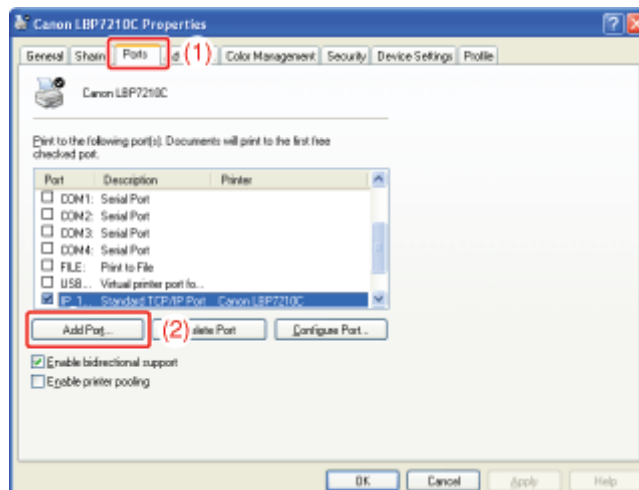 Canon LBP7210C Properties
General Sharin Ports (1) Color Management Security Device Settings Profile
Canon LBP7210C
Print to the following port(s). Documents will print to the first free
checked port.
Port Description Printer
COM1: Serial Port
COM2: Serial Port
COM3: Serial Port
COM4: Serial Port
FILE: Print to File
USB... Virtual printer port fo...
IP_1... Standard TCP/IP Port Canon LBP7210C
Add Port... (2) elete Port Configure Port...
Enable bidirectional support
Enable printer pooling
OK Cancel Apply Help